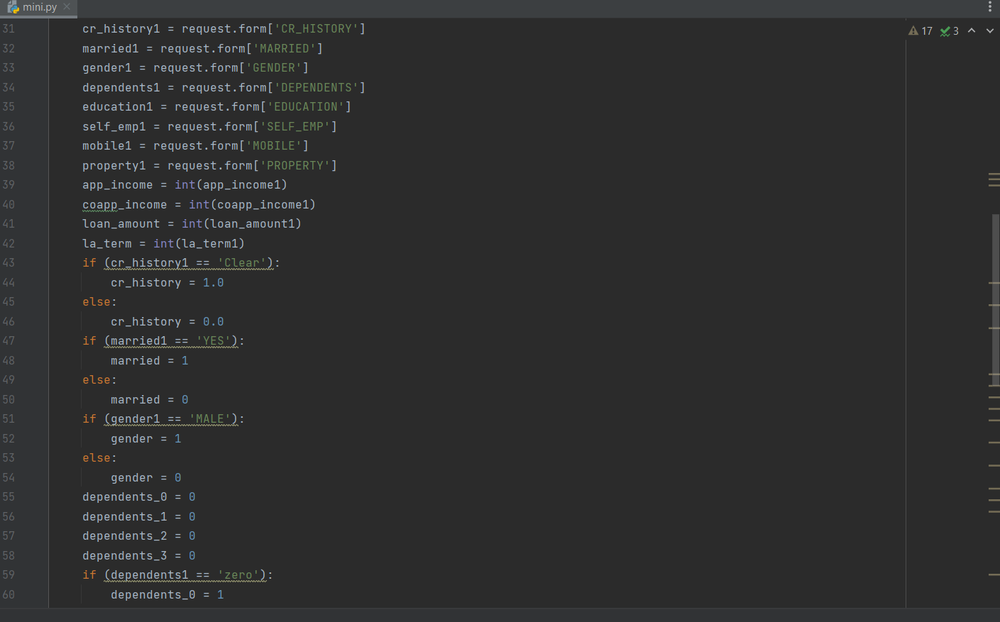 mini.py
17 3
31 cr_history1 = request.form['CR_HISTORY']
32 married1 = request.form['MARRIED']
33 gender1 = request.form['GENDER']
34 dependents1 = request.form['DEPENDENTS']
35 education1 = request.form['EDUCATION']
36 self_emp1 = request.form['SELF_EMP']
37 mobile1 = request.form['MOBILE']
38 property1 = request.form['PROPERTY']
39 app_income = int(app_income1)
40 coapp_income = int(coapp_income1)
41 loan_amount = int(loan_amount1)
42 la_term = int(la_term1)
43 if (cr_history1 == 'Clear'):
44 cr_history = 1.0
45 else:
46 cr_history = 0.0
47 if (married1 == 'YES'):
48 married = 1
49 else:
50 married = 0
51 if (gender1 == 'MALE'):
52 gender = 1
53 else:
54 gender = 0
55 dependents_0 = 0
56 dependents_1 = 0
57 dependents_2 = 0
58 dependents_3 = 0
59 if (dependents1 == 'zero'):
60 dependents_0 = 1